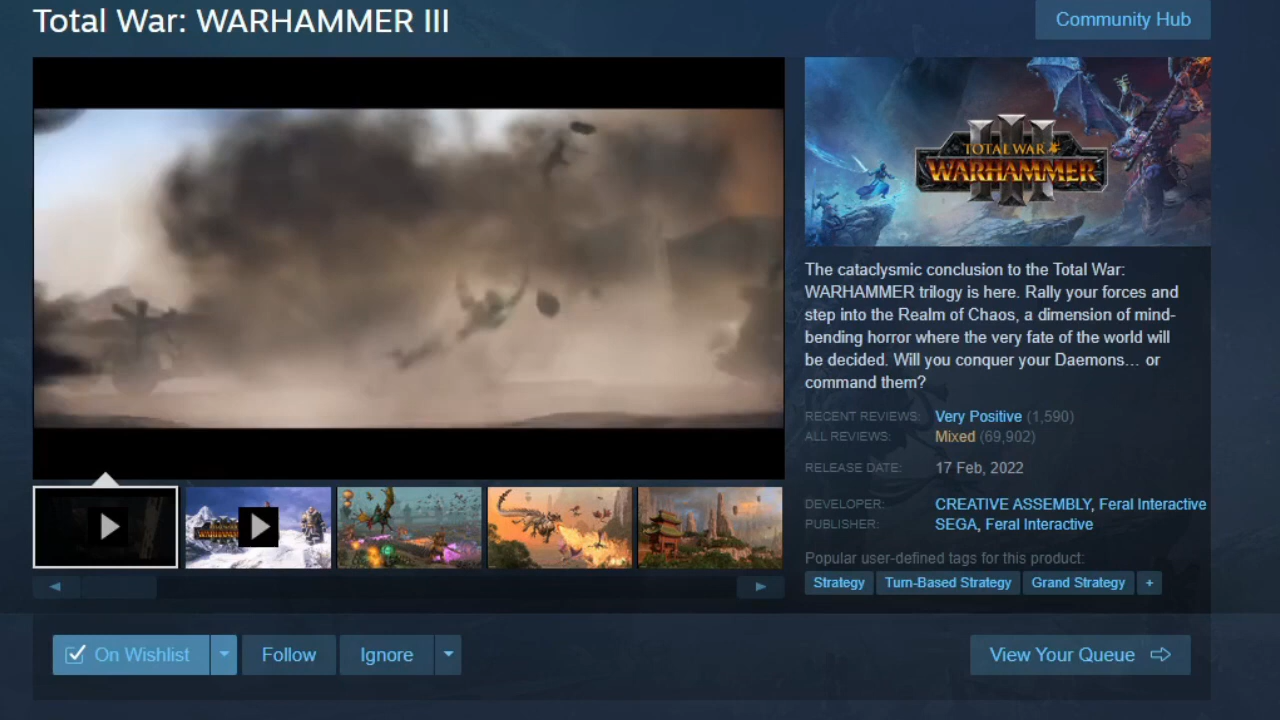 Total War: WARHAMMER III
Community Hub
TOTAL WAR
WARHAMMER
III
The cataclysmic conclusion to the Total War:
WARHAMMER trilogy is here. Rally your forces and
step into the Realm of Chaos, a dimension of mind-
bending horror where the very fate of the world will
be decided. Will you conquer your Daemons... or
command them?
RECENT REVIEWS: Very Positive (1,590)
ALL REVIEWS: Mixed (69,902)
RELEASE DATE: 17 Feb, 2022
DEVELOPER: CREATIVE ASSEMBLY, Feral Interactive
PUBLISHER: SEGA, Feral Interactive
Popular user-defined tags for this product:
Strategy Turn-Based Strategy Grand Strategy +
On Wishlist Follow Ignore View Your Queue